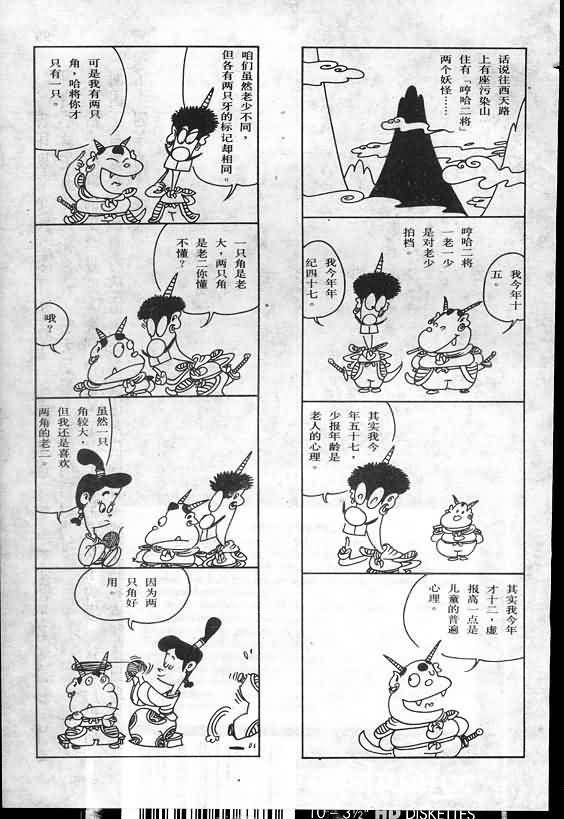 话说往西天路
上有座污染山
住有「哼哈二将」
两个妖怪……
哼哈二将
一老一少
是对老少
拍档。
我今年十
五。
我今年年
纪四十七。
其实我今
年五十七，
少报年龄是
老人的心理。
其实我今年
才十二，虚
报高一点是
儿童的普遍
心理。
咱们虽然老少不同，
但各有两只牙的标
记却相同。
可是我有两只
角，哈将你才
只有一只。
一只角是老
大，两只角
是老二你懂
不懂？
哦？
虽然一只
角较大，
但我还是喜欢
两角的老二。
因为两
只角好
用。
10 - 3½" HD DISKETTES